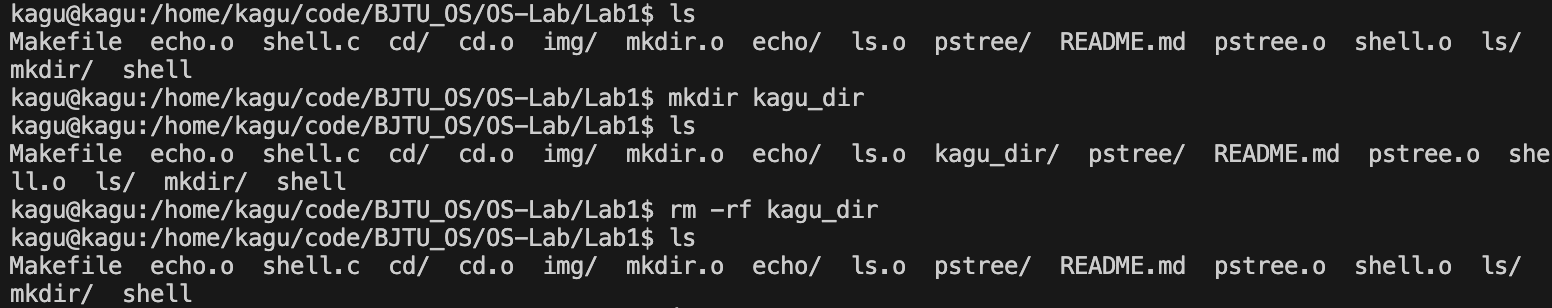 kagu@kagu:/home/kagu/code/BJTU_OS/OS-Lab/Lab1$ ls
Makefile  echo.o  shell.c  cd/  cd.o  img/  mkdir.o  echo/  ls.o  pstree/  README.md  pstree.o  shell.o  ls/
mkdir/  shell
kagu@kagu:/home/kagu/code/BJTU_OS/OS-Lab/Lab1$ mkdir kagu_dir
kagu@kagu:/home/kagu/code/BJTU_OS/OS-Lab/Lab1$ ls
Makefile  echo.o  shell.c  cd/  cd.o  img/  mkdir.o  echo/  ls.o  kagu_dir/  pstree/  README.md  pstree.o  she
ll.o  ls/  mkdir/  shell
kagu@kagu:/home/kagu/code/BJTU_OS/OS-Lab/Lab1$ rm -rf kagu_dir
kagu@kagu:/home/kagu/code/BJTU_OS/OS-Lab/Lab1$ ls
Makefile  echo.o  shell.c  cd/  cd.o  img/  mkdir.o  echo/  ls.o  pstree/  README.md  pstree.o  shell.o  ls/
mkdir/  shell